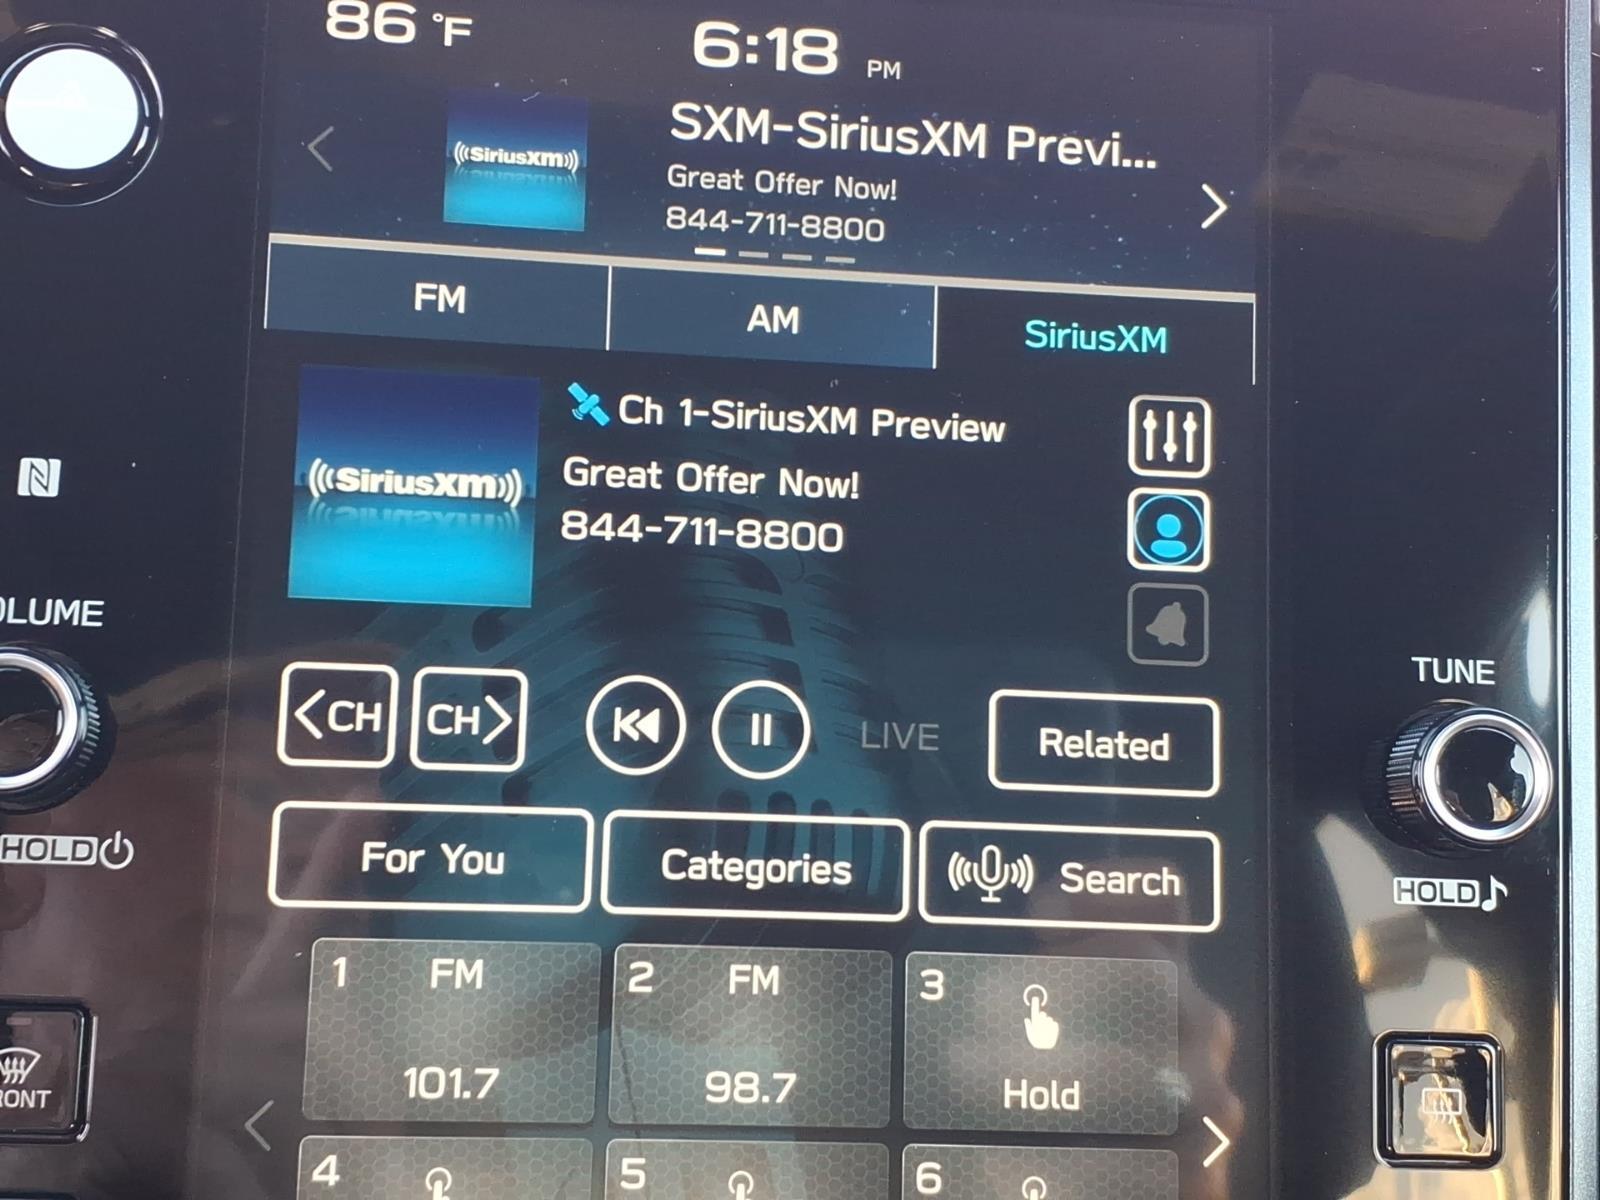 86 °F
6:18 PM
SXM-SiriusXM Previ...
((SiriusXM))
Great Offer Now!
844-711-8800
FM
AM
SiriusXM
Ch 1-SiriusXM Preview
((SiriusXM))
Great Offer Now!
844-711-8800
OLUME
TUNE
<CH
CH>
LIVE
Related
HOLD
For You
Categories
Search
HOLD
1 FM
2 FM
3
101.7
98.7
Hold
RONT
4
5
6